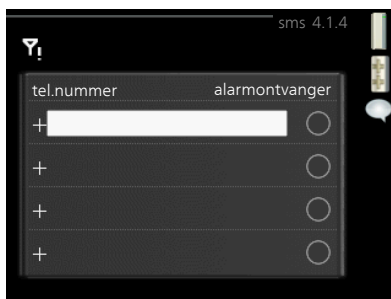 sms 4.1.4
tel.nummer alarmontvanger
+
+
+
+